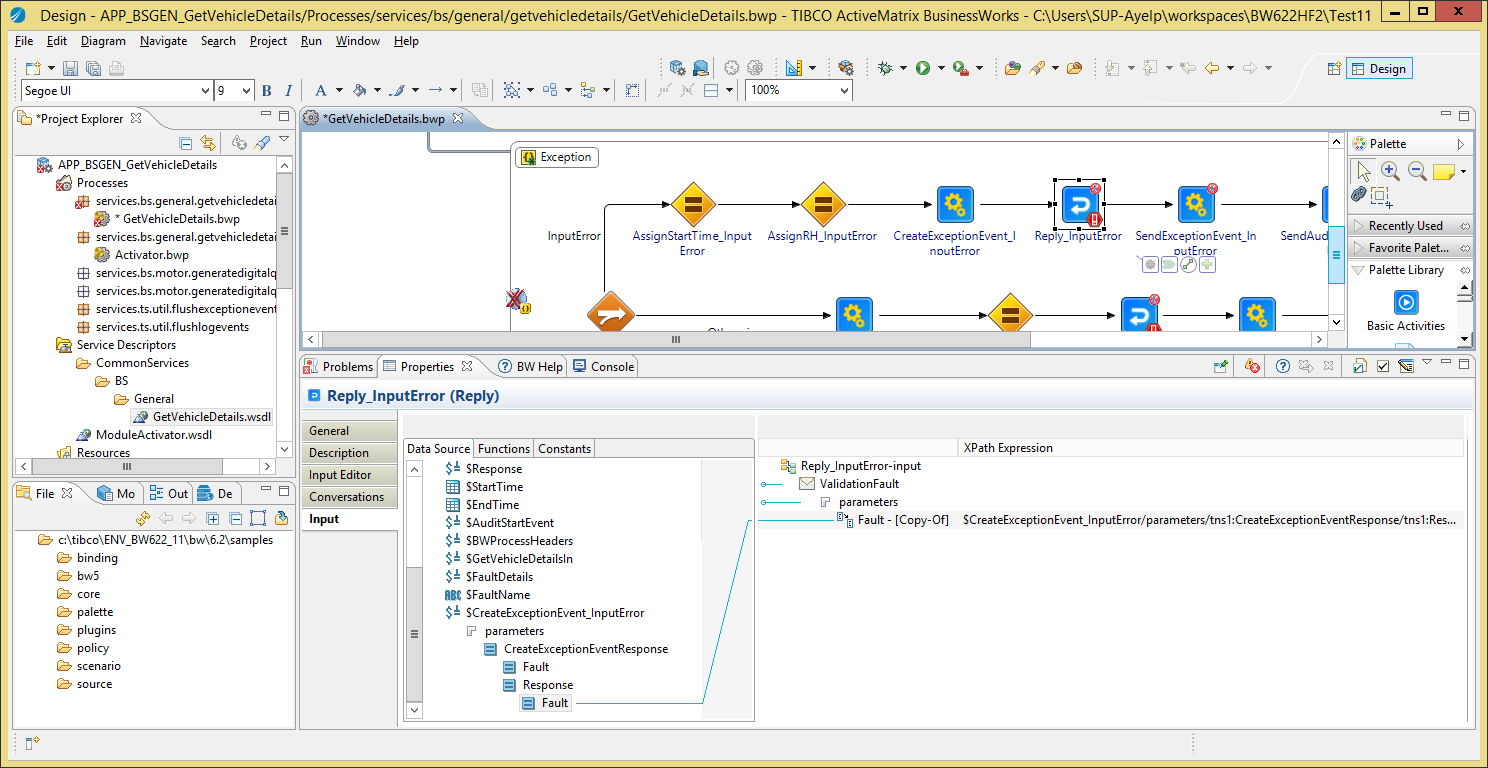 Design - APP_BSGEN_GetVehicleDetails/Processes/services/bs/general/getvehicledetails/GetVehicleDetails.bwp - TIBCO ActiveMatrix BusinessWorks - C:\Users\SUP-Ayelp\workspaces\BW622HF2\Test11
File Edit Diagram Navigate Search Project Run Window Help
Design
Segoe UI 9 B I A 100%
*Project Explorer
APP_BSGEN_GetVehicleDetails
Processes
services.bs.general.getvehicledetai
* GetVehicleDetails.bwp
services.bs.general.getvehicledetai
Activator.bwp
services.bs.motor.generatedigitalq
services.bs.motor.generatedigitalq
services.ts.util.flushexceptionevent
services.ts.util.flushlogevents
Service Descriptors
CommonServices
BS
General
GetVehicleDetails.wsdl
ModuleActivator.wsdl
Resources
File Mo Out De
c:\tibco\ENV_BW622_11\bw\6.2\samples
binding
bw5
core
palette
plugins
policy
scenario
source
*GetVehicleDetails.bwp
Exception
InputError
AssignStartTime_Input
Error
AssignRH_InputError
CreateExceptionEvent_I
nputError
Reply_InputError
SendExceptionEvent_In
putError
SendAud
Palette
Recently Used
Favorite Palet...
Palette Library
Basic Activities
Problems Properties BW Help Console
Reply_InputError (Reply)
General
Description
Input Editor
Conversations
Input
Data Source Functions Constants
$Response
$StartTime
$EndTime
$AuditStartEvent
$BWProcessHeaders
$GetVehicleDetailsIn
$FaultDetails
ABC $FaultName
$CreateExceptionEvent_InputError
parameters
CreateExceptionEventResponse
Fault
Response
Fault
XPath Expression
Reply_InputError-input
ValidationFault
parameters
Fault - [Copy-Of] $CreateExceptionEvent_InputError/parameters/tns1:CreateExceptionEventResponse/tns1:Res...